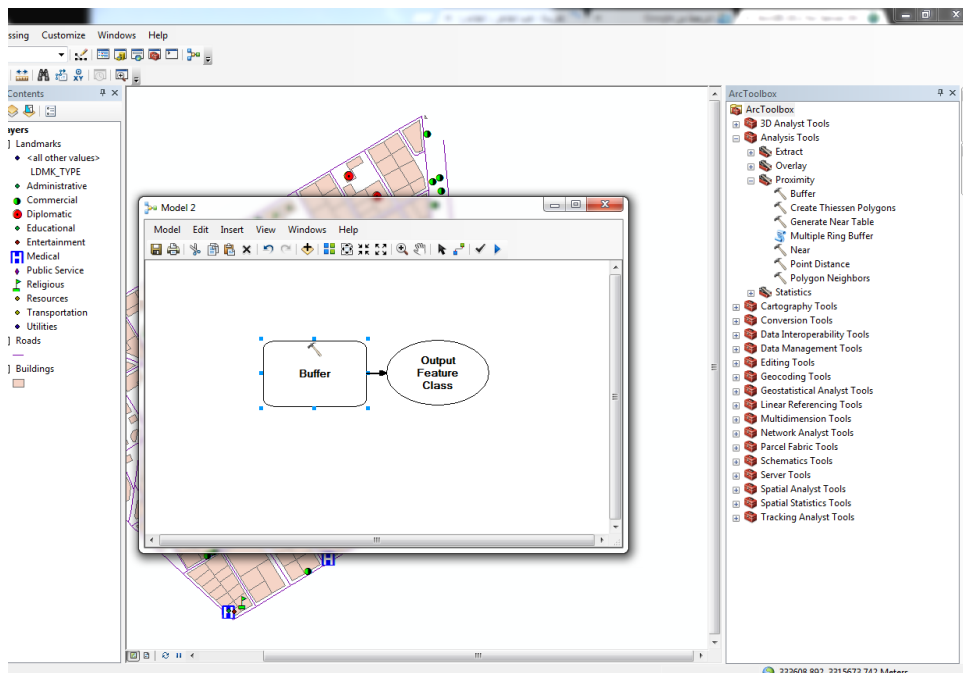 ssing Customize Windows Help
Contents
ayers
Landmarks
<all other values>
LDMK_TYPE
Administrative
Commercial
Diplomatic
Educational
Entertainment
Medical
Public Service
Religious
Resources
Transportation
Utilities
Roads
Buildings
Model 2
Model Edit Insert View Windows Help
Buffer
Output
Feature
Class
ArcToolbox
ArcToolbox
3D Analyst Tools
Analysis Tools
Extract
Overlay
Proximity
Buffer
Create Thiessen Polygons
Generate Near Table
Multiple Ring Buffer
Near
Point Distance
Polygon Neighbors
Statistics
Cartography Tools
Conversion Tools
Data Interoperability Tools
Data Management Tools
Editing Tools
Geocoding Tools
Geostatistical Analyst Tools
Linear Referencing Tools
Multidimension Tools
Network Analyst Tools
Parcel Fabric Tools
Schematics Tools
Server Tools
Spatial Analyst Tools
Spatial Statistics Tools
Tracking Analyst Tools
333608.892 3315673.742 Meters